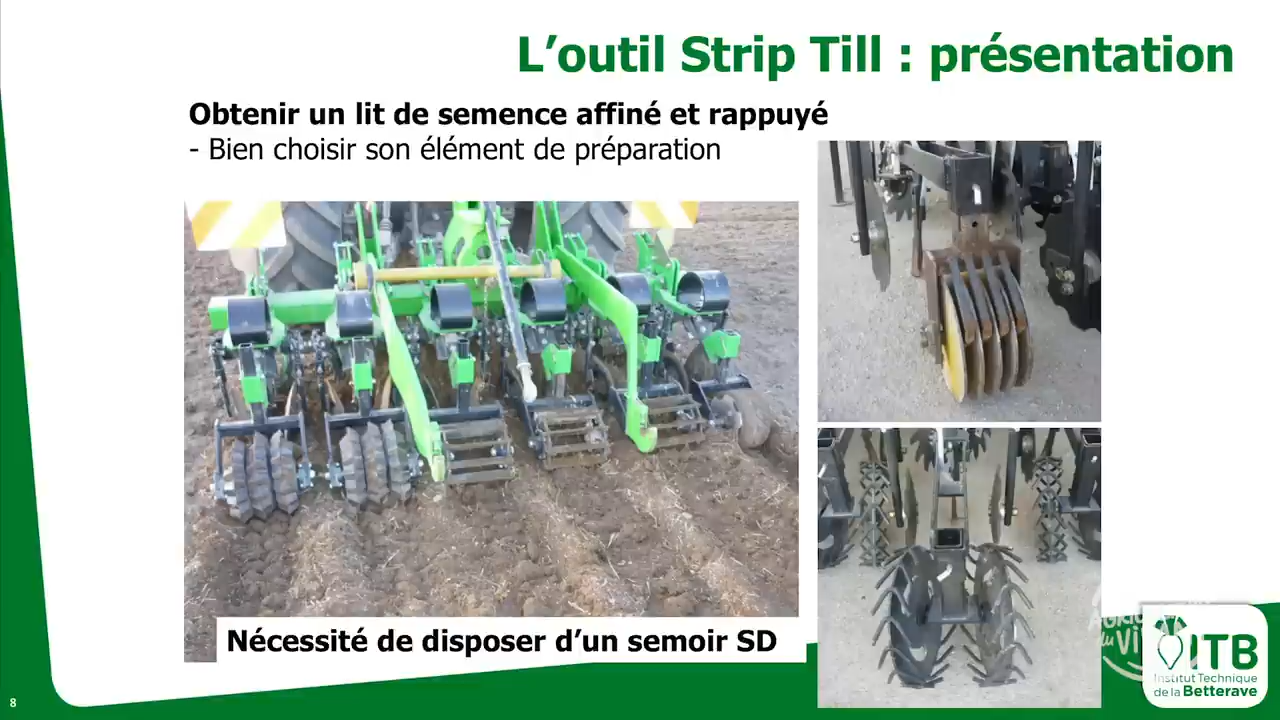 L’outil Strip Till : présentation
Obtenir un lit de semence affiné et rappuyé
- Bien choisir son élément de préparation
Nécessité de disposer d’un semoir SD
8
ITB
Institut Technique
de la Betterave